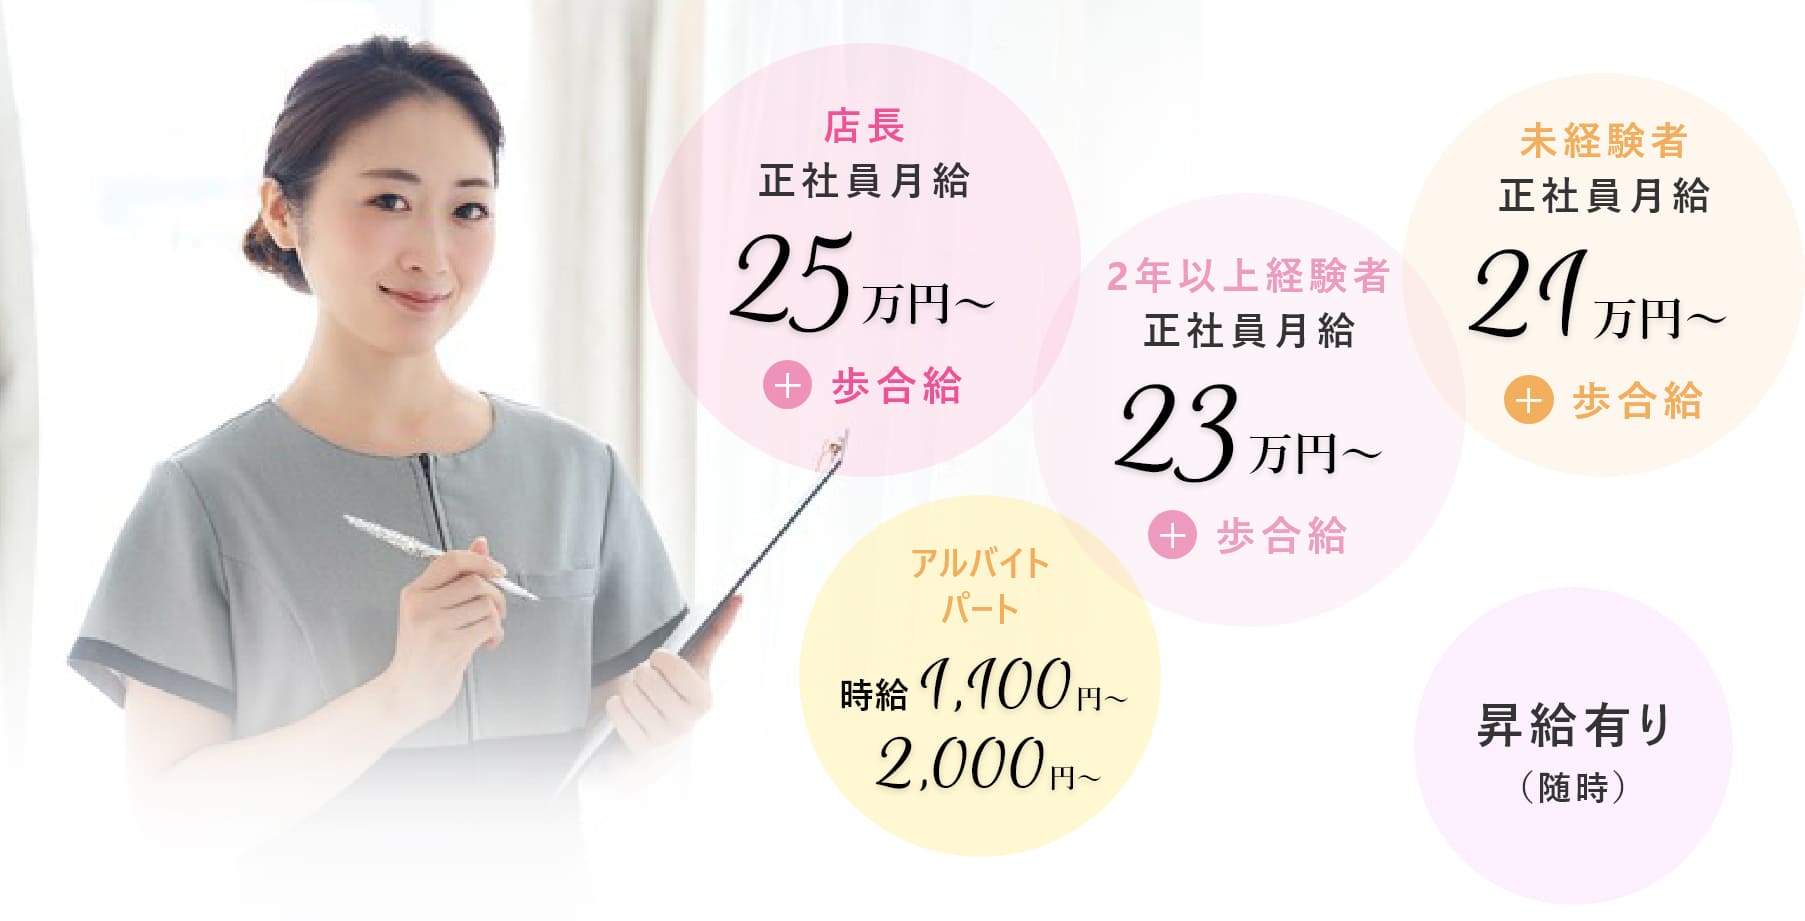 店長
正社員月給
25万円～
+ 歩合給
2年以上経験者
正社員月給
23万円～
+ 歩合給
未経験者
正社員月給
21万円～
+ 歩合給
アルバイト
パート
時給1,100円～
2,000円～
昇給有り
（随時）